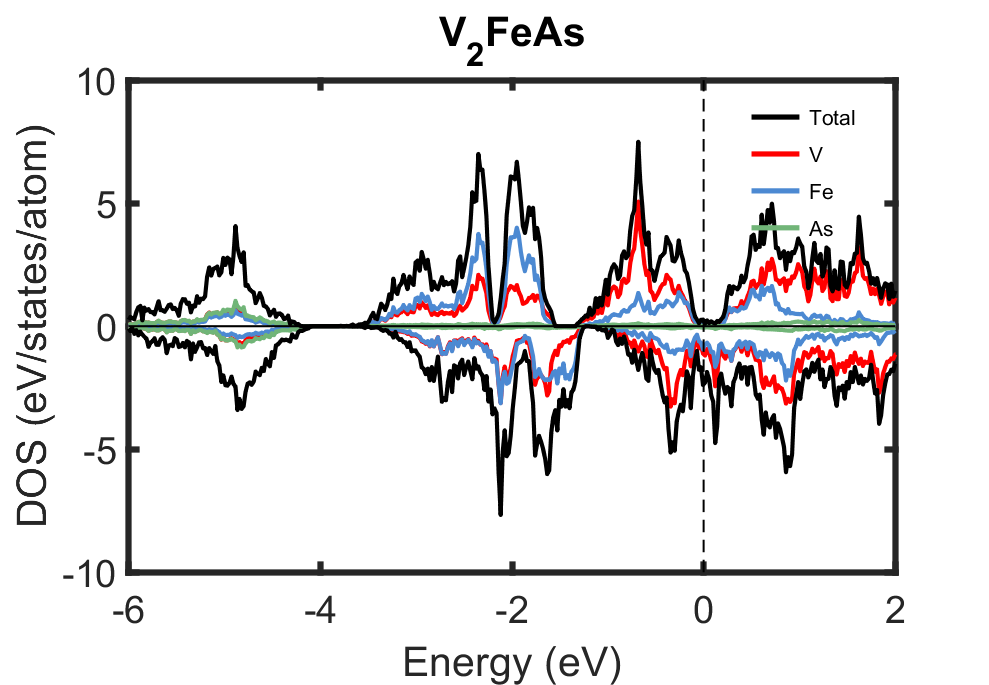 V2FeAs
10
5
0
-5
-10
DOS (eV/states/atom)
Total
V
Fe
As
-6
-4
-2
0
2
Energy (eV)